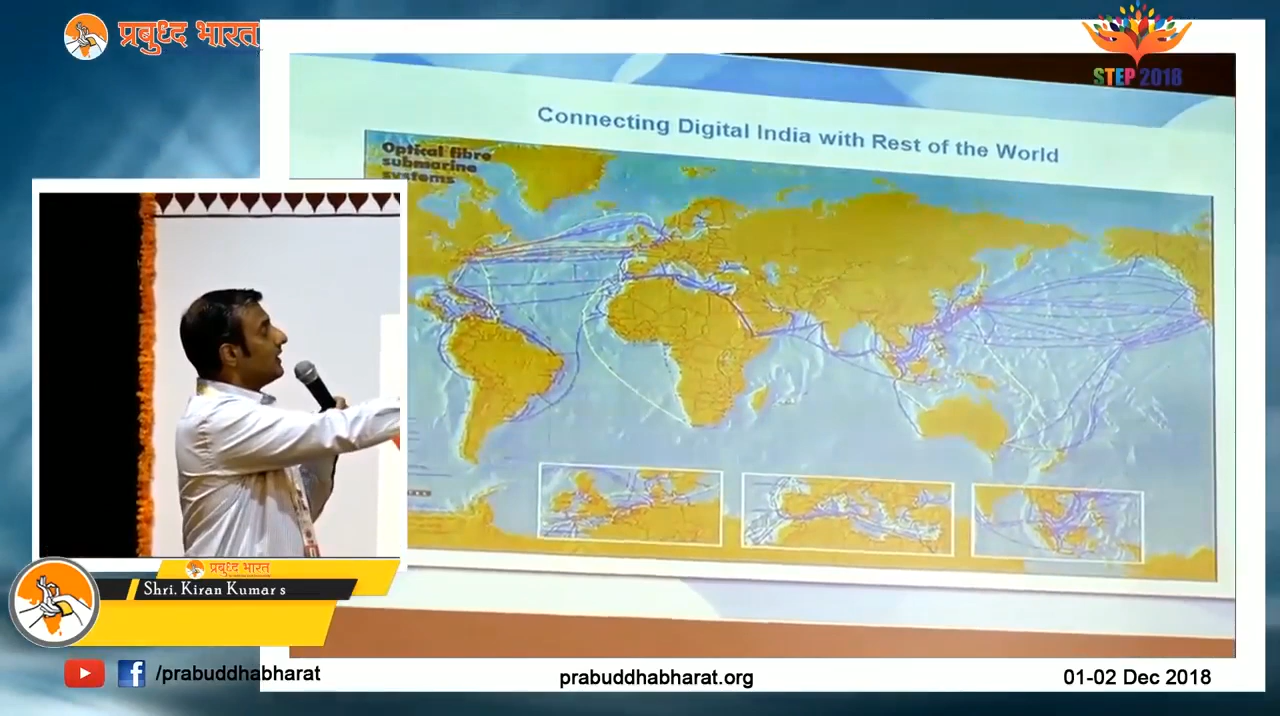 प्रबुध्द भारत
STEP 2018
Connecting Digital India with Rest of the World
Optical fibre
submarine
systems
प्रबुध्द भारत
Shri. Kiran Kumar s
/prabuddhabharat
prabuddhabharat.org
01-02 Dec 2018